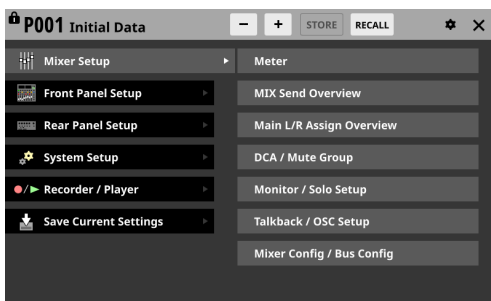 P001 Initial Data
- + STORE RECALL
Mixer Setup
Front Panel Setup
Rear Panel Setup
System Setup
Recorder / Player
Save Current Settings
Meter
MIX Send Overview
Main L/R Assign Overview
DCA / Mute Group
Monitor / Solo Setup
Talkback / OSC Setup
Mixer Config / Bus Config